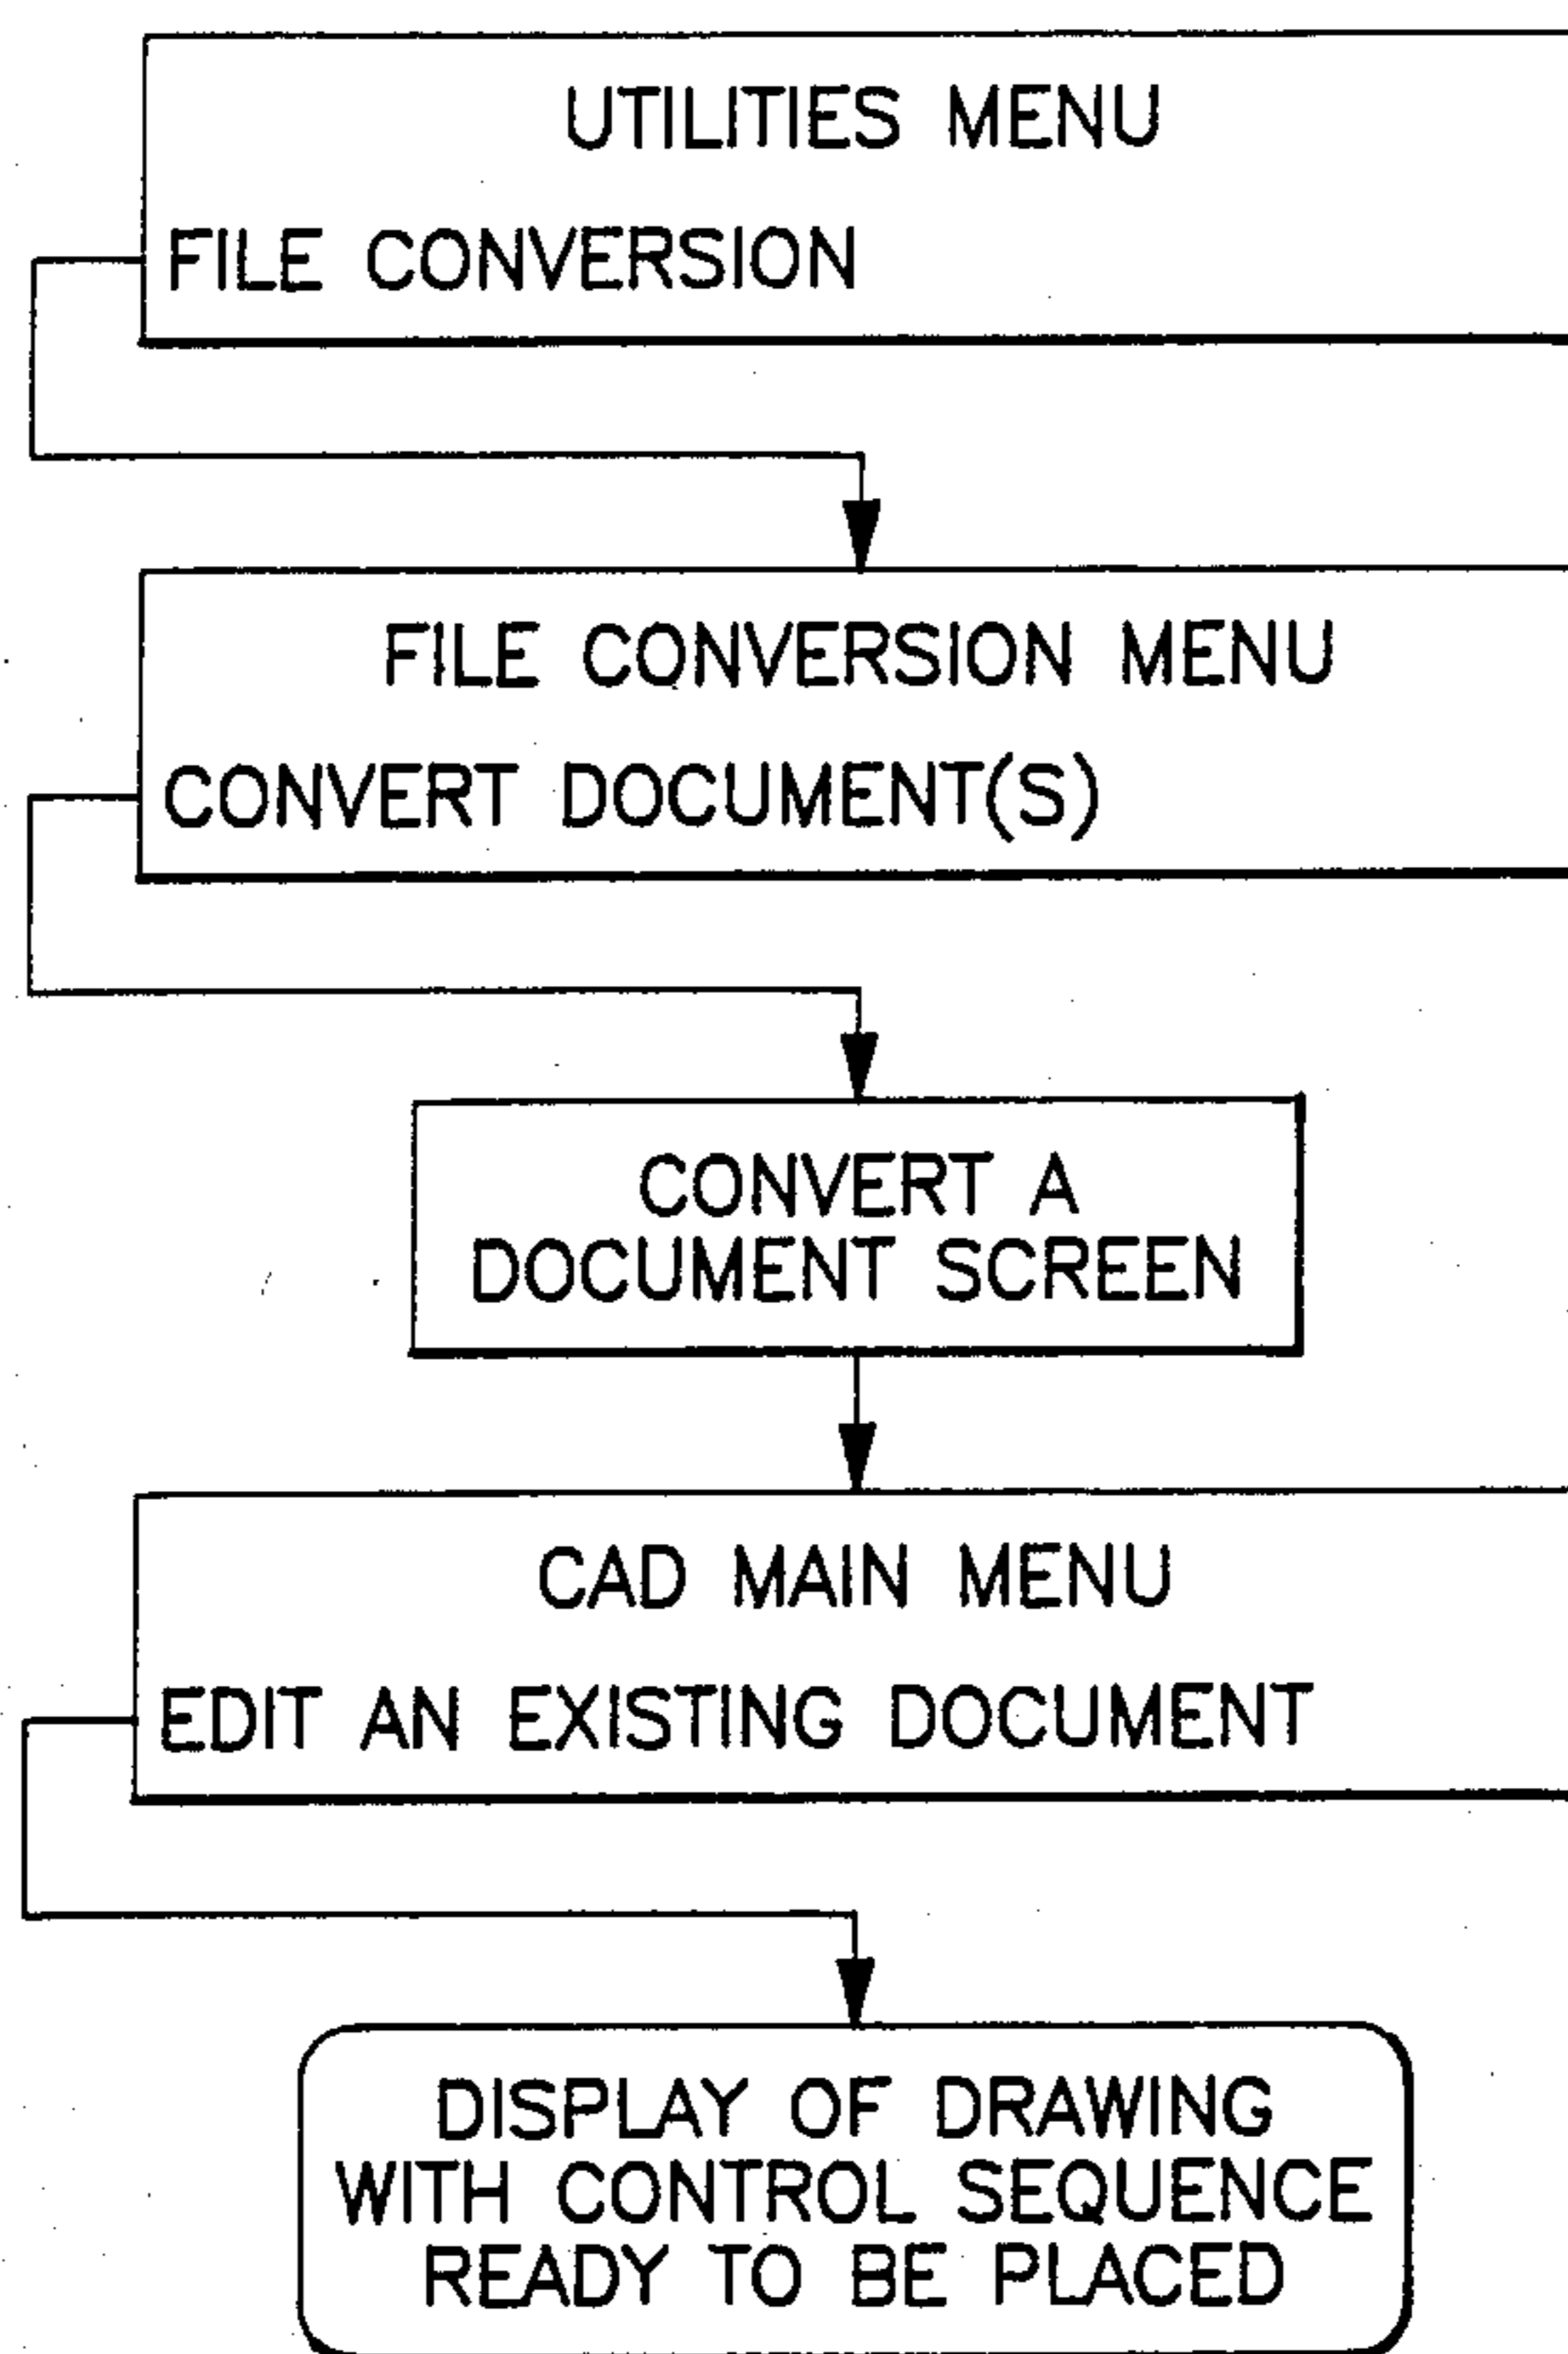 UTILITIES MENU
FILE CONVERSION
FILE CONVERSION MENU
CONVERT DOCUMENT(S)
CONVERT A
DOCUMENT SCREEN
CAD MAIN MENU
EDIT AN EXISTING DOCUMENT
DISPLAY OF DRAWING
WITH CONTROL SEQUENCE
READY TO BE PLACED